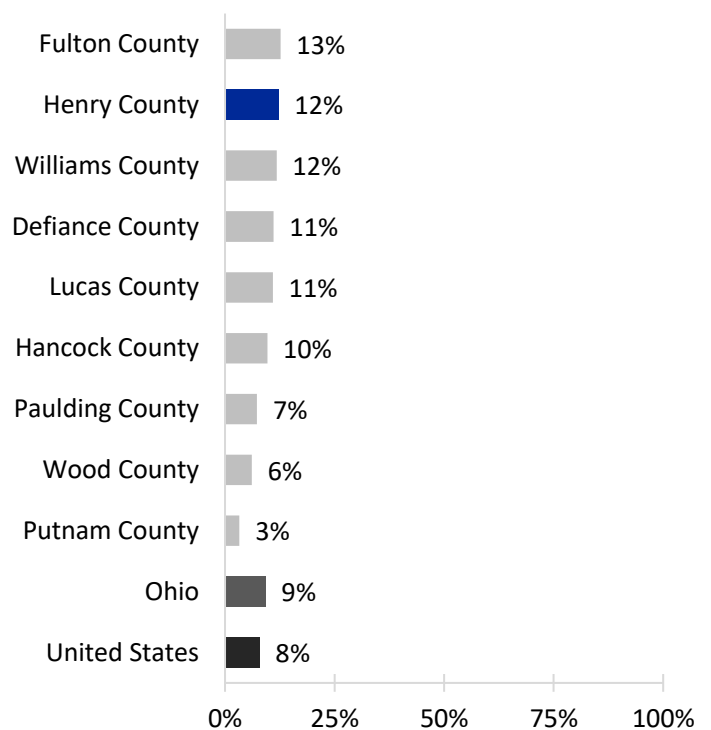 Fulton County 13%
Henry County 12%
Williams County 12%
Defiance County 11%
Lucas County 11%
Hancock County 10%
Paulding County 7%
Wood County 6%
Putnam County 3%
Ohio 9%
United States 8%
0% 25% 50% 75% 100%